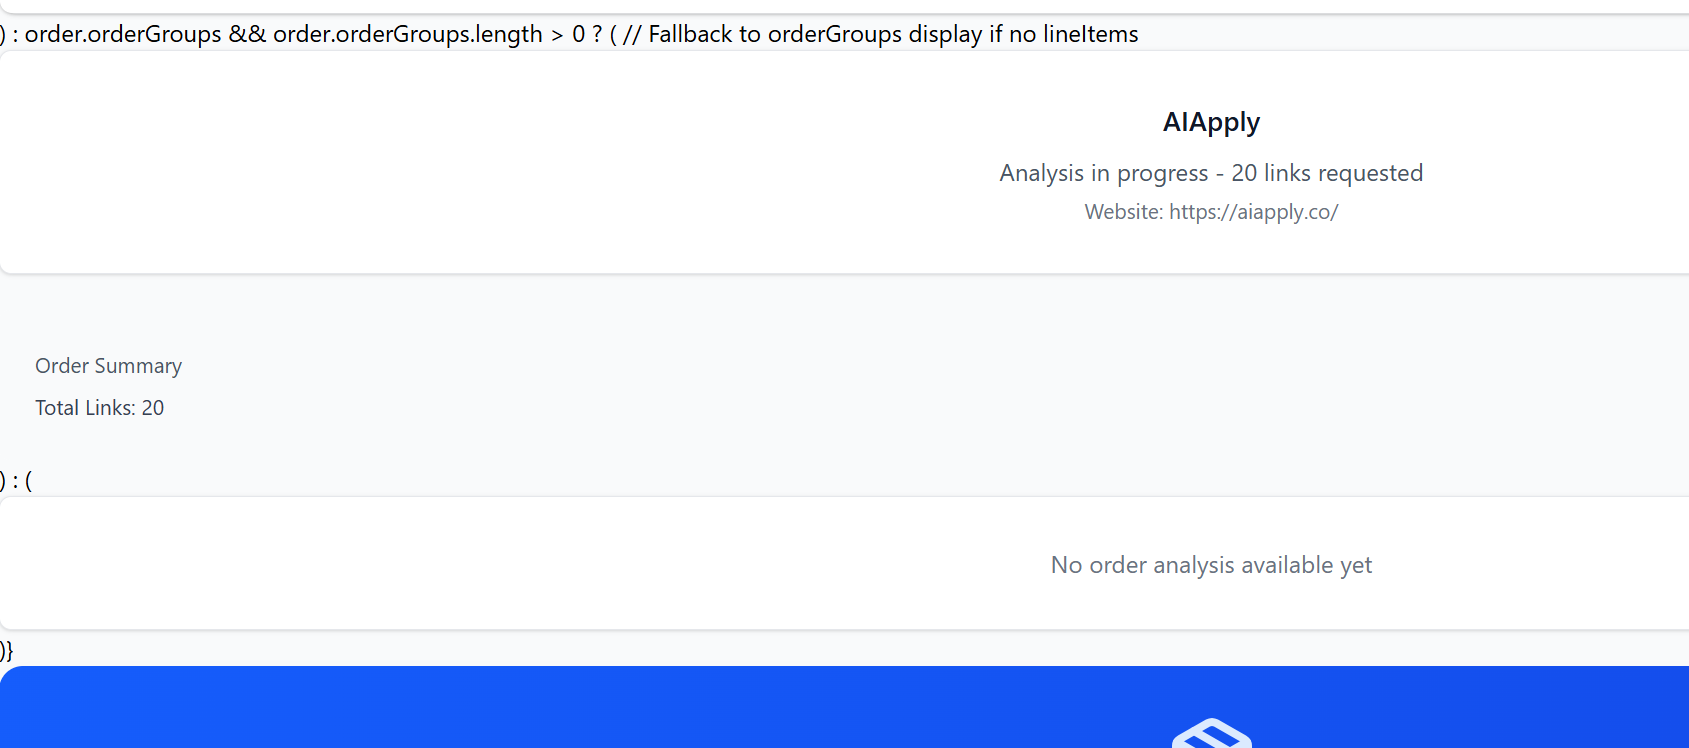 ) : order.orderGroups && order.orderGroups.length > 0 ? ( // Fallback to orderGroups display if no lineItems
AIApply
Analysis in progress - 20 links requested
Website: https://aiapply.co/
Order Summary
Total Links: 20
) : (
No order analysis available yet
)}